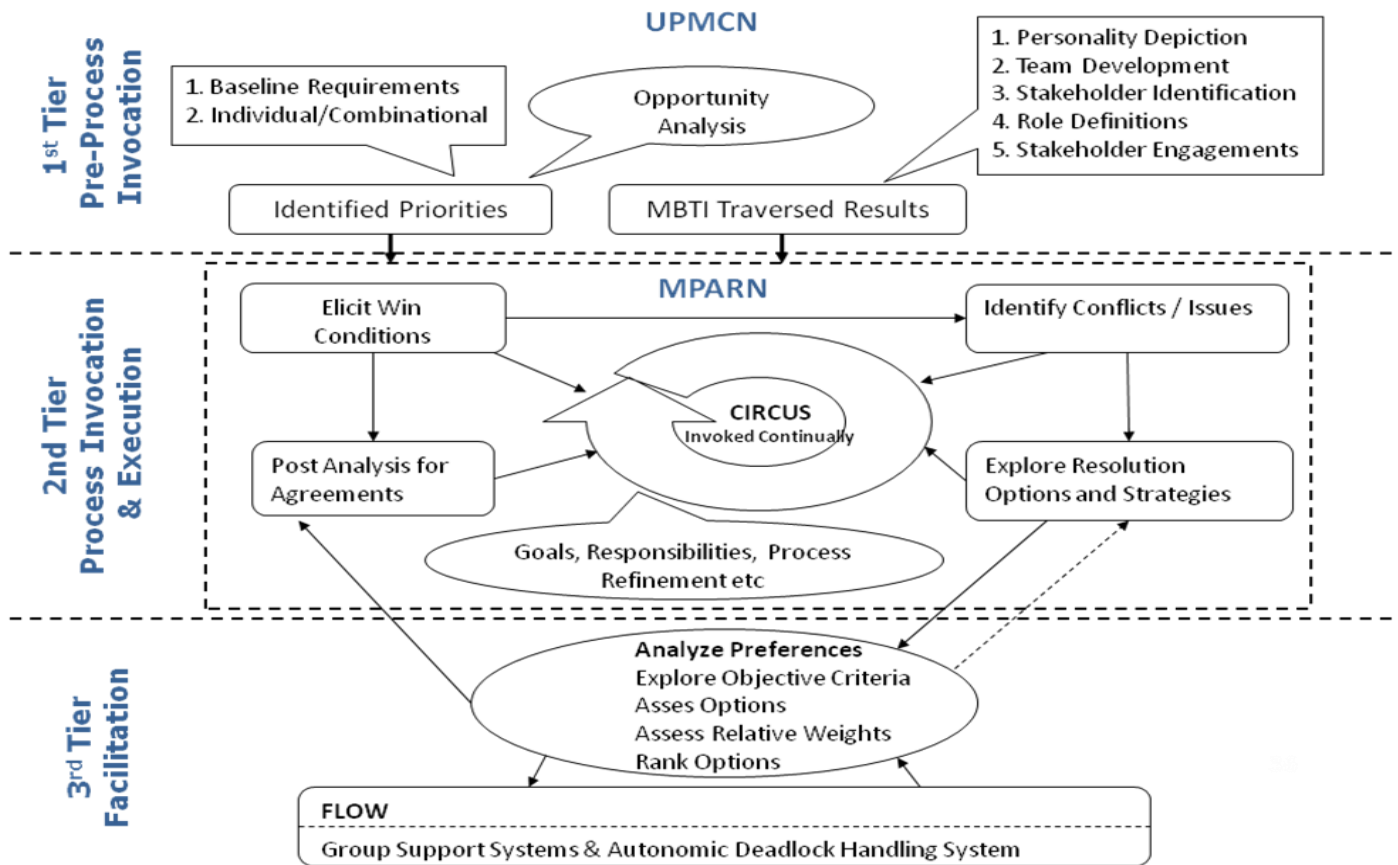 UPMCN
1st Tier
Pre-Process
Invocation
1. Baseline Requirements
2. Individual/Combinational
Opportunity
Analysis
1. Personality Depiction
2. Team Development
3. Stakeholder Identification
4. Role Definitions
5. Stakeholder Engagements
Identified Priorities
MBTI Traversed Results
2nd Tier
Process Invocation
& Execution
MPARN
Elicit Win
Conditions
Identify Conflicts / Issues
CIRCUS
Invoked Continually
Post Analysis for
Agreements
Explore Resolution
Options and Strategies
Goals, Responsibilities, Process
Refinement etc
3rd Tier
Facilitation
Analyze Preferences
Explore Objective Criteria
Asses Options
Assess Relative Weights
Rank Options
FLOW
Group Support Systems & Autonomic Deadlock Handling System